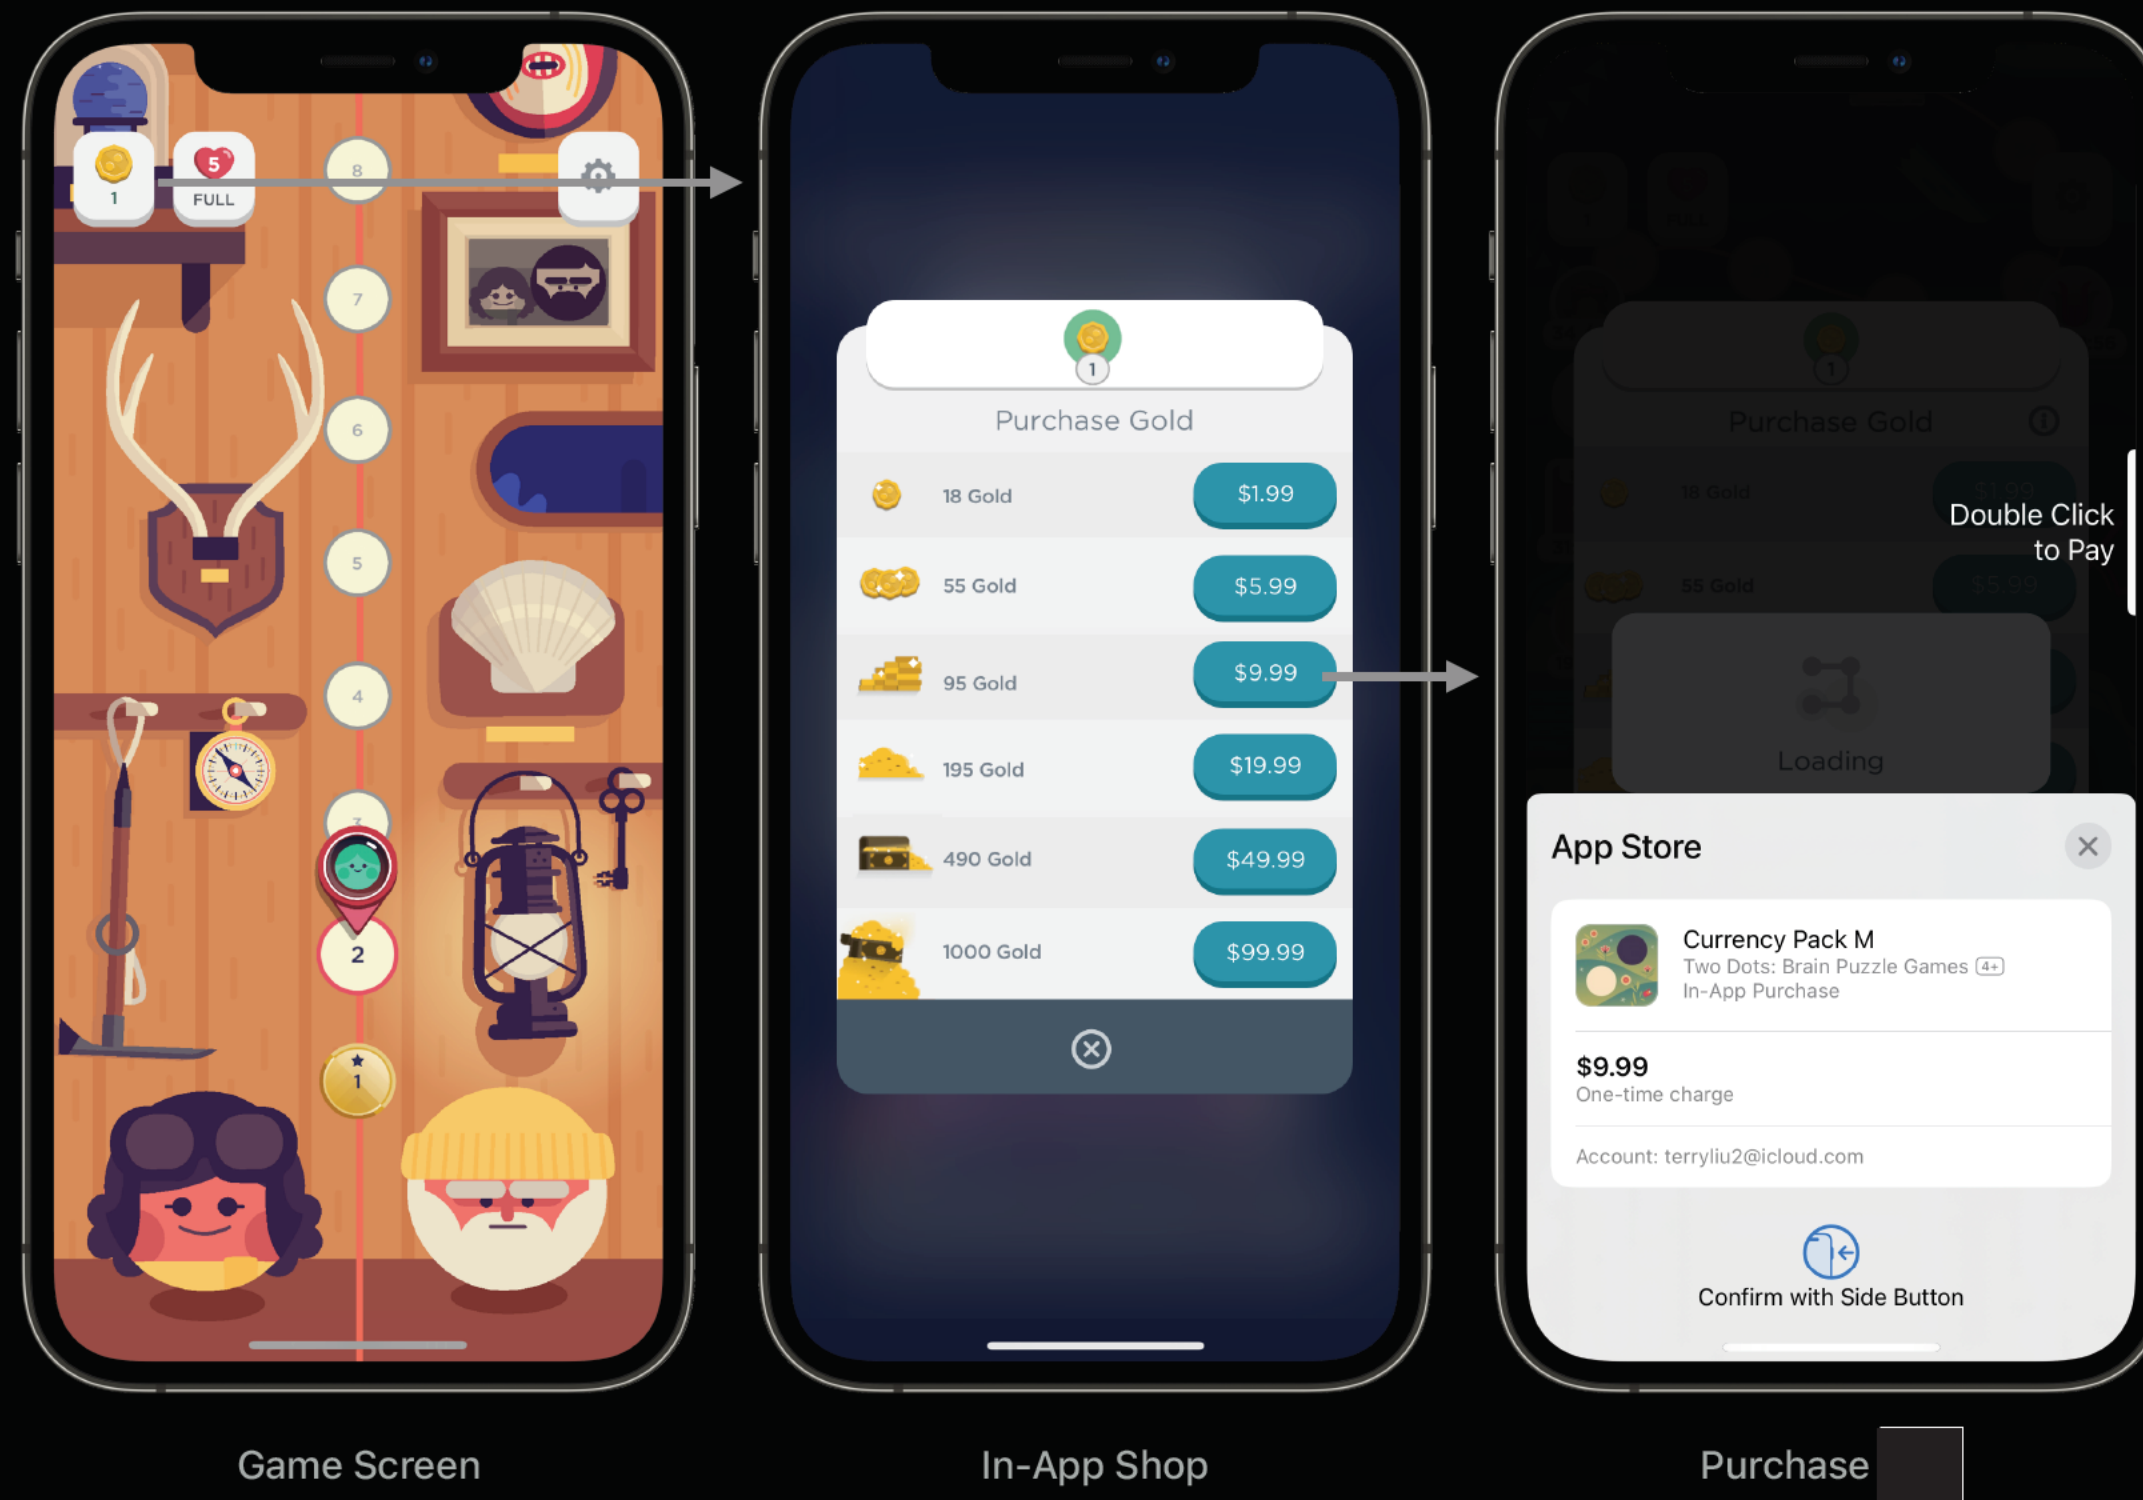 8
1
5
FULL
7
6
5
4
3
2
1
Game Screen
1
Purchase Gold
18 Gold
$1.99
55 Gold
$5.99
95 Gold
$9.99
195 Gold
$19.99
490 Gold
$49.99
1000 Gold
$99.99
In-App Shop
1
Purchase Gold
18 Gold
$1.99
Double Click
to Pay
55 Gold
$5.99
Loading
App Store
Currency Pack M
Two Dots: Brain Puzzle Games 4+
In-App Purchase
$9.99
One-time charge
Account: terryliu2@icloud.com
Confirm with Side Button
Purchase